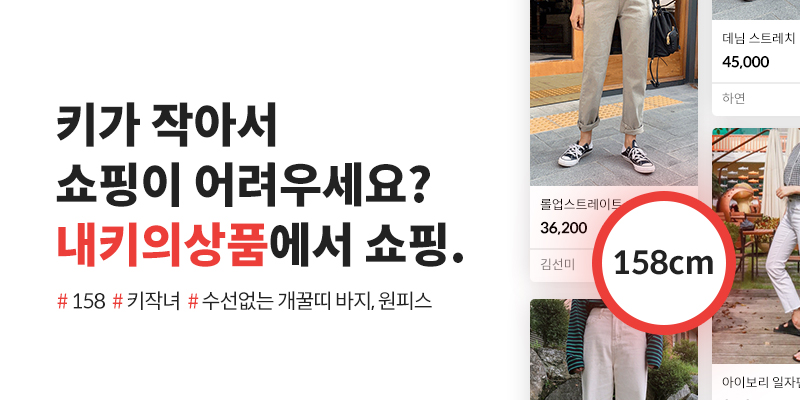 키가 작아서
쇼핑이 어려우세요?
내키의상품에서 쇼핑.
# 158 # 키작녀 # 수선없는 개꿀띠 바지, 원피스
롤업스트레이트
36,200
김선미
158cm
데님 스트레치
45,000
하연
아이보리 일자